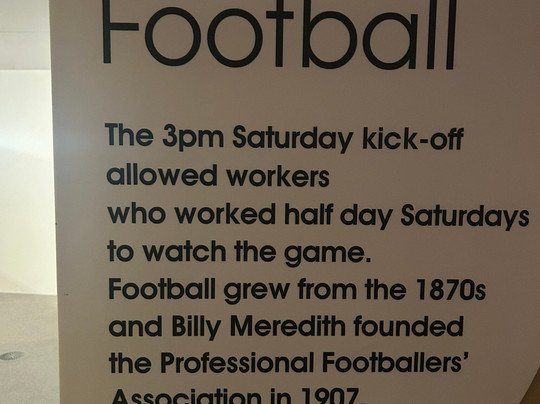 Football
The 3pm Saturday kick-off
allowed workers
who worked half day Saturdays
to watch the game.
Football grew from the 1870s
and Billy Meredith founded
the Professional Footballers'
Association in 1907.